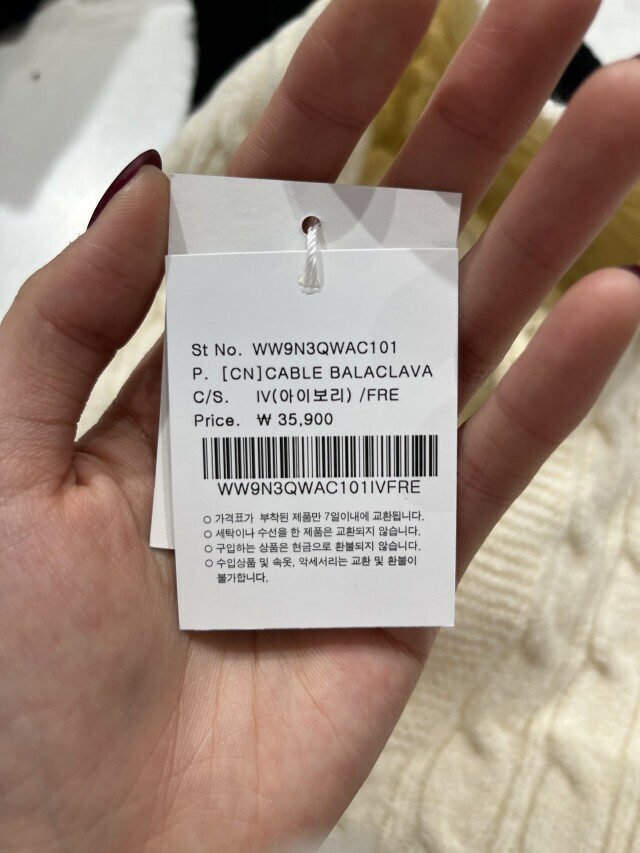 St No. WW9N3QWAC101
P. [CN]CABLE BALACLAVA
C/S. IV(아이보리) /FRE
Price. ₩ 35,900
WW9N3QWAC101IVFRE
○ 가격표가 부착된 제품만 7일이내에 교환됩니다.
○ 세탁이나 수선을 한 제품은 교환되지 않습니다.
○ 구입하는 상품은 현금으로 환불되지 않습니다.
○ 수입상품 및 속옷, 악세서리는 교환 및 환불이
불가합니다.